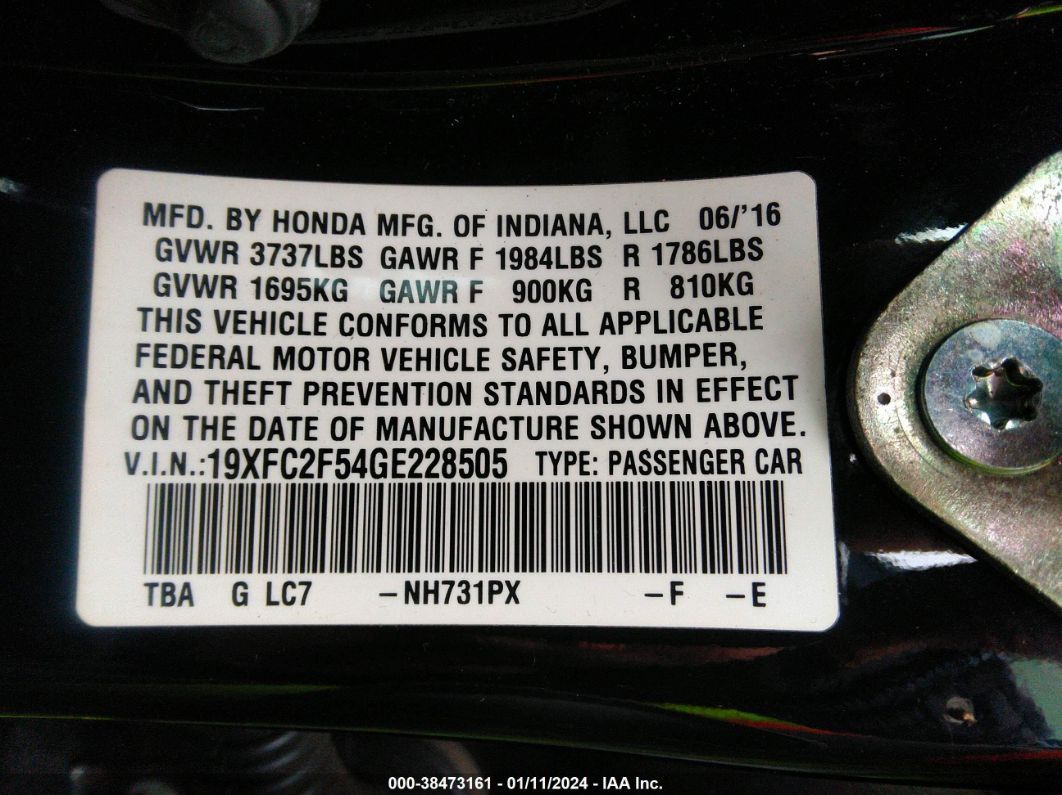 MFD. BY HONDA MFG. OF INDIANA, LLC 06/'16
GVWR 3737LBS GAWR F 1984LBS R 1786LBS
GVWR 1695KG GAWR F 900KG R 810KG
THIS VEHICLE CONFORMS TO ALL APPLICABLE
FEDERAL MOTOR VEHICLE SAFETY, BUMPER,
AND THEFT PREVENTION STANDARDS IN EFFECT
ON THE DATE OF MANUFACTURE SHOWN ABOVE.
V.I.N.:19XFC2F54GE228505 TYPE: PASSENGER CAR
TBA G LC7 –NH731PX –F –E
000-38473161 - 01/11/2024 - IAA Inc.